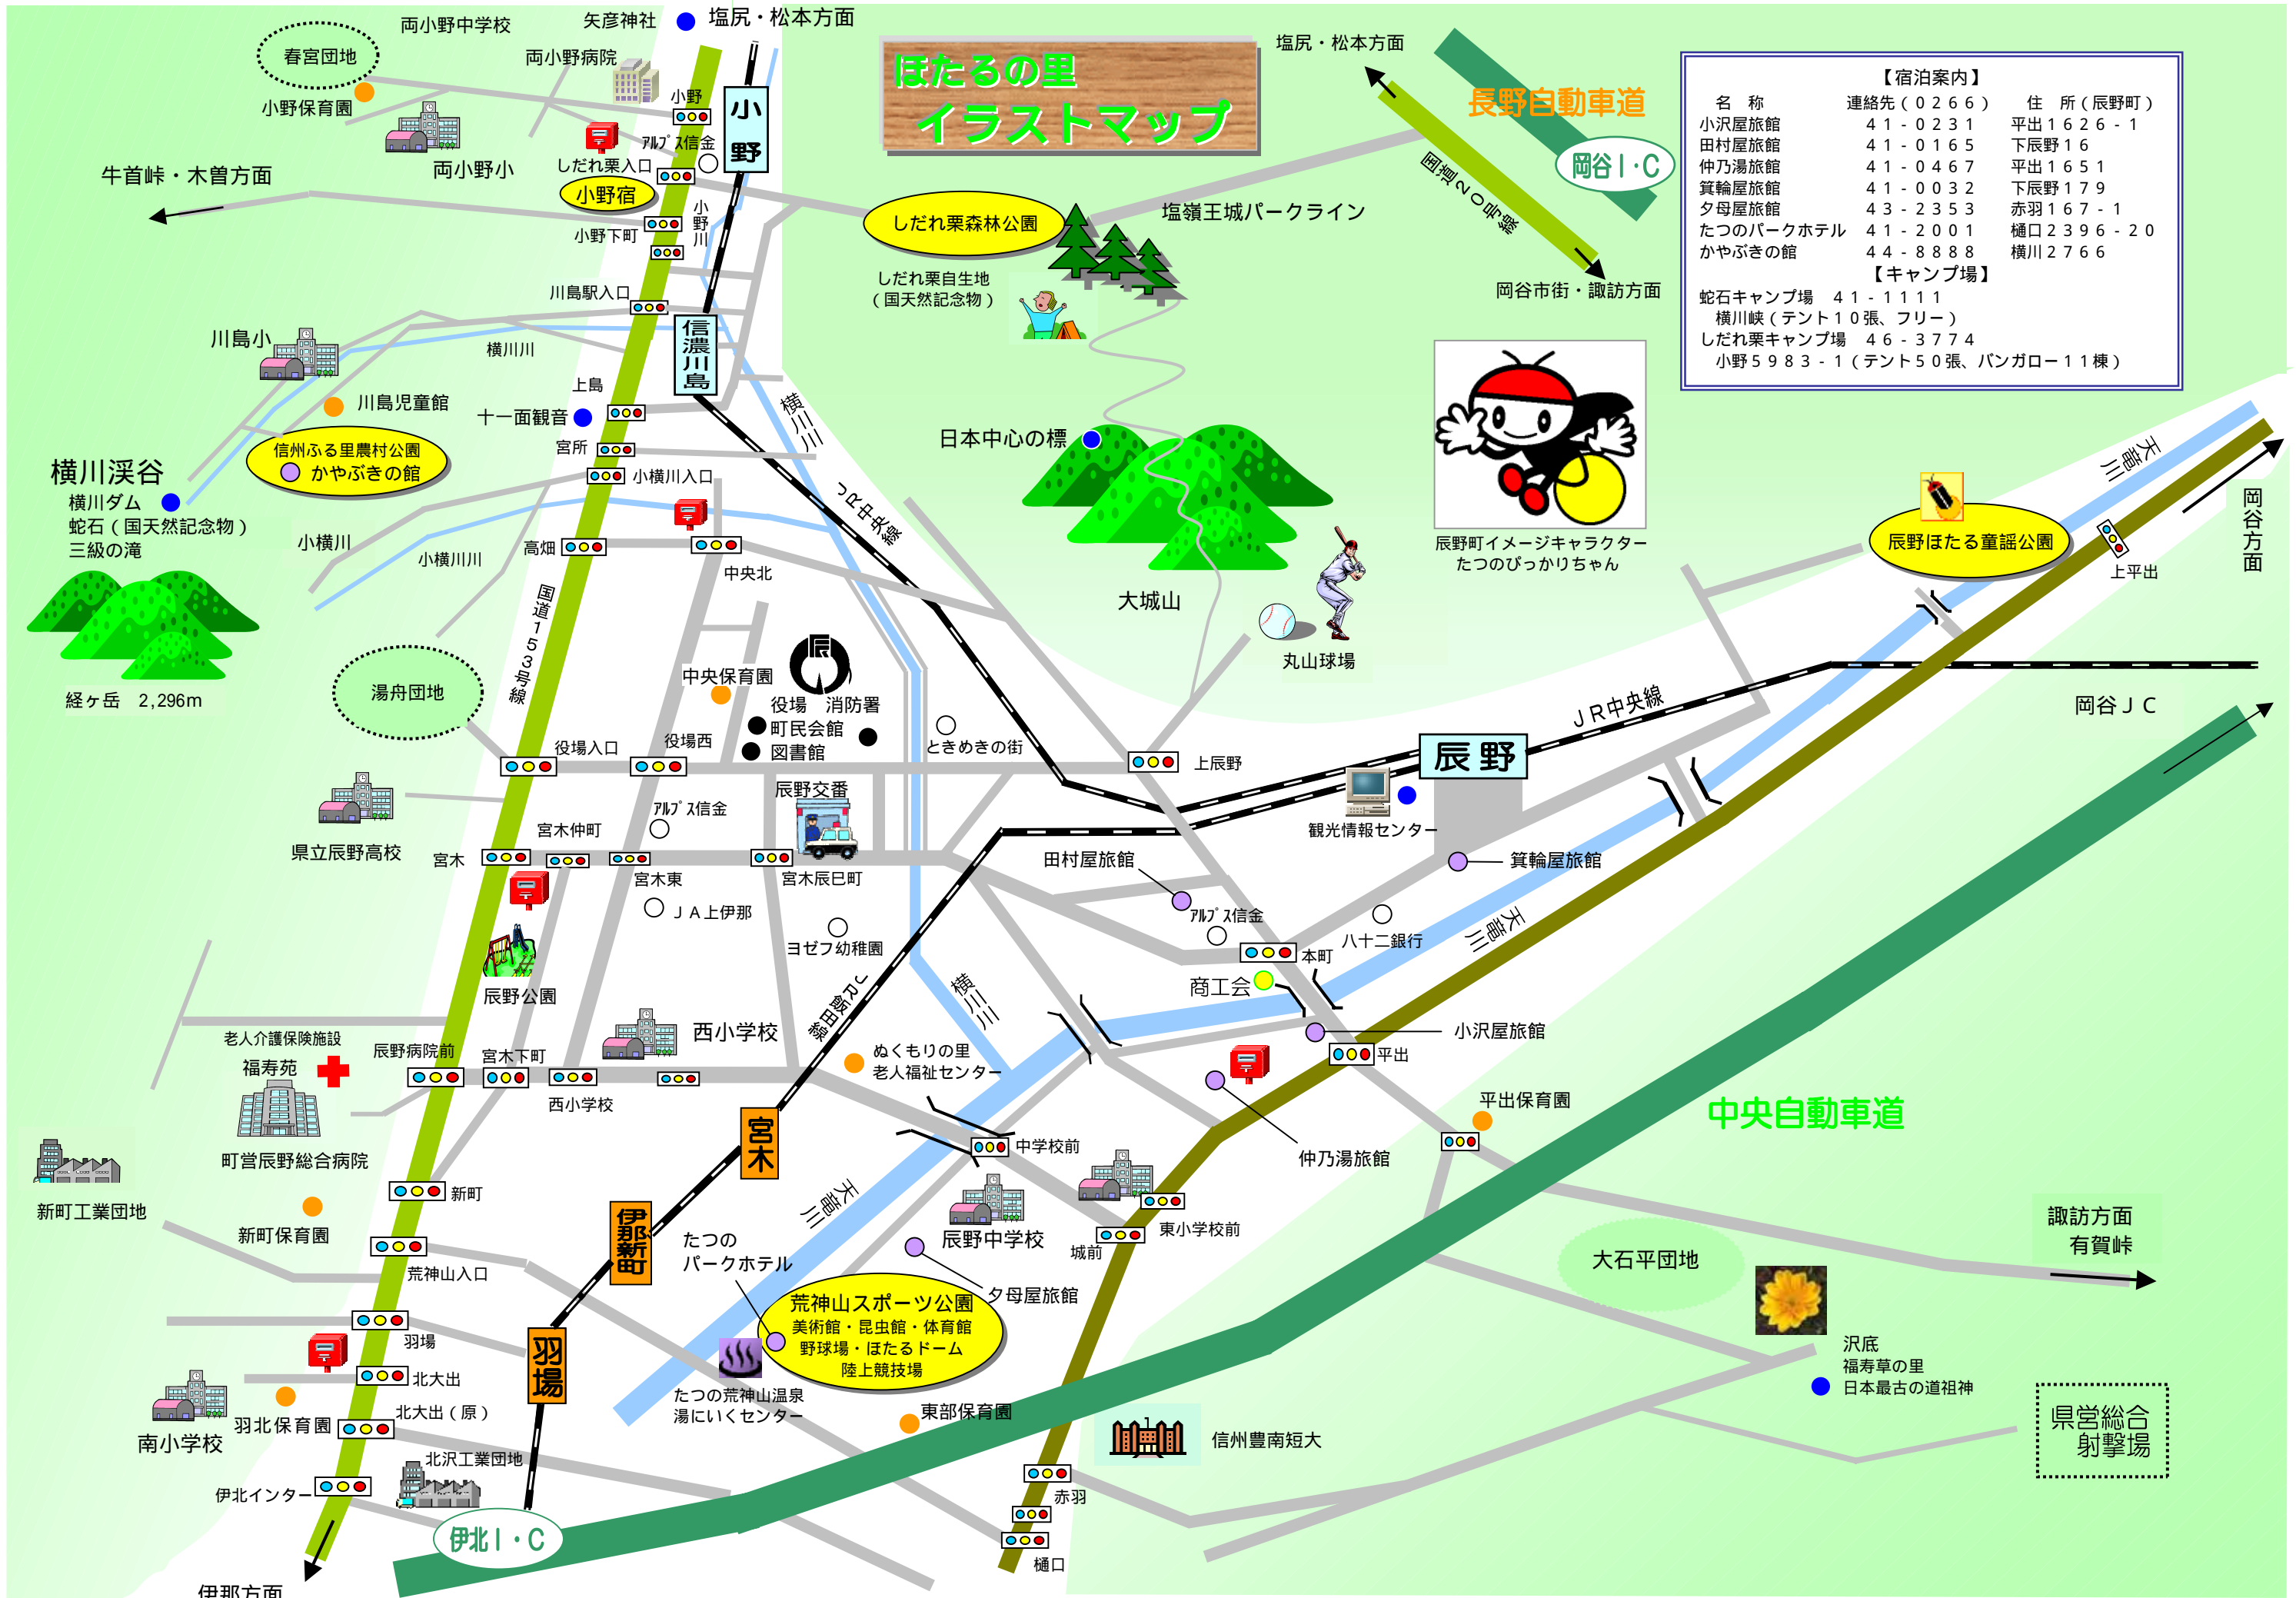 両小野中学校
矢彦神社
塩尻・松本方面
春宮団地
両小野病院
小野保育園
小野
小野
ｱﾙﾌﾟｽ信金
しだれ栗入口
両小野小
小野宿
牛首峠・木曽方面
小野川
小野下町
川島駅入口
信濃川島
川島小
横川川
上島
川島児童館
十一面観音
宮所
信州ふる里農村公園
かやぶきの館
小横川入口
横川渓谷
横川ダム
蛇石（国天然記念物）
三級の滝
小横川
小横川川
高畑
中央北
経ヶ岳　2,296m
国道１５３号線
ほたるの里
イラストマップ
塩尻・松本方面
長野自動車道
岡谷Ｉ・Ｃ
国道２０号線
岡谷市街・諏訪方面
しだれ栗森林公園
塩嶺王城パークライン
しだれ栗自生地
（国天然記念物）
【宿泊案内】
名　称　連絡先（０２６６）　住　所（辰野町）
小沢屋旅館　４１-０２３１　平出１６２６-１
田村屋旅館　４１-０１６５　下辰野１６
仲乃湯旅館　４１-０４６７　平出１６５１
箕輪屋旅館　４１-００３２　下辰野１７９
夕母屋旅館　４３-２３５３　赤羽１６７-１
たつのパークホテル　４１-２００１　樋口２３９６-２０
かやぶきの館　４４-８８８８　横川２７６６
【キャンプ場】
蛇石キャンプ場　４１-１１１１
横川峡（テント１０張、フリー）
しだれ栗キャンプ場　４６-３７７４
小野５９８３-１（テント５０張、バンガロー１１棟）
横川川
ＪＲ中央線
日本中心の標
大城山
丸山球場
辰野町イメージキャラクター
たつのぴっかりちゃん
天竜川
辰野ほたる童謡公園
上平出
岡谷方面
岡谷ＪＣ
湯舟団地
中央保育園
辰
役場　消防署
町民会館
図書館
役場入口
役場西
ときめきの街
上辰野
辰野
ＪＲ中央線
県立辰野高校
ｱﾙﾌﾟｽ信金
辰野交番
観光情報センター
宮木仲町
宮木
宮木東
宮木辰巳町
田村屋旅館
箕輪屋旅館
ＪＡ上伊那
ヨゼフ幼稚園
ｱﾙﾌﾟｽ信金
八十二銀行
本町
天竜川
辰野公園
ＪＲ飯田線
横川川
商工会
小沢屋旅館
平出
老人介護保険施設
福寿苑
辰野病院前
宮木下町
西小学校
西小学校
ぬくもりの里
老人福祉センター
町営辰野総合病院
新町工業団地
新町
新町保育園
荒神山入口
宮木
伊那新町
羽場
羽場
北大出
北大出（原）
羽北保育園
南小学校
北沢工業団地
伊北インター
伊北Ｉ・Ｃ
伊那方面
中学校前
天竜川
辰野中学校
たつの
パークホテル
夕母屋旅館
荒神山スポーツ公園
美術館・昆虫館・体育館
野球場・ほたるドーム
陸上競技場
たつの荒神山温泉
湯にいくセンター
仲乃湯旅館
東小学校前
城前
平出保育園
中央自動車道
諏訪方面
有賀峠
大石平団地
沢底
福寿草の里
日本最古の道祖神
県営総合
射撃場
東部保育園
信州豊南短大
赤羽
樋口